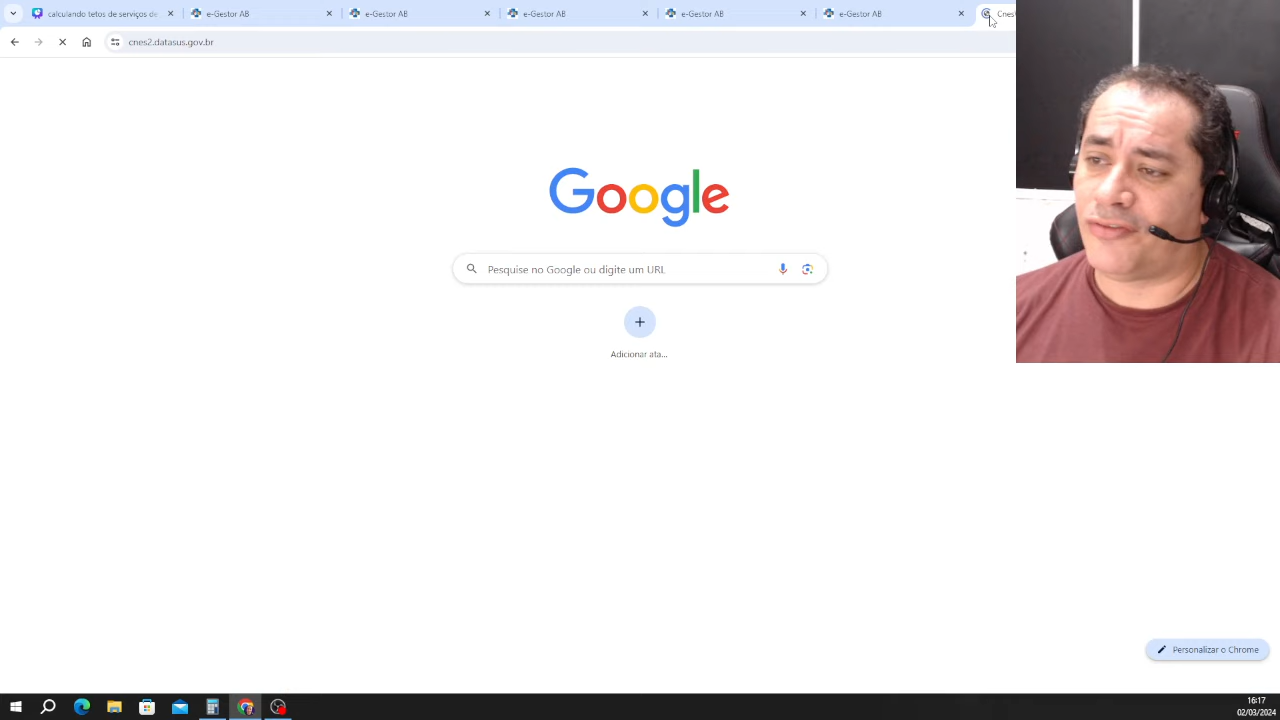 calculando tetos de serviços de
e-Gestor AB
e-Gestor AB
e-Gestor AB
e-Gestor AB
e-Gestor AB
cnes2.datasus.gov.br
Google
Pesquise no Google ou digite um URL
Adicionar ata...
Personalizar o Chrome
16:17
02/03/2024